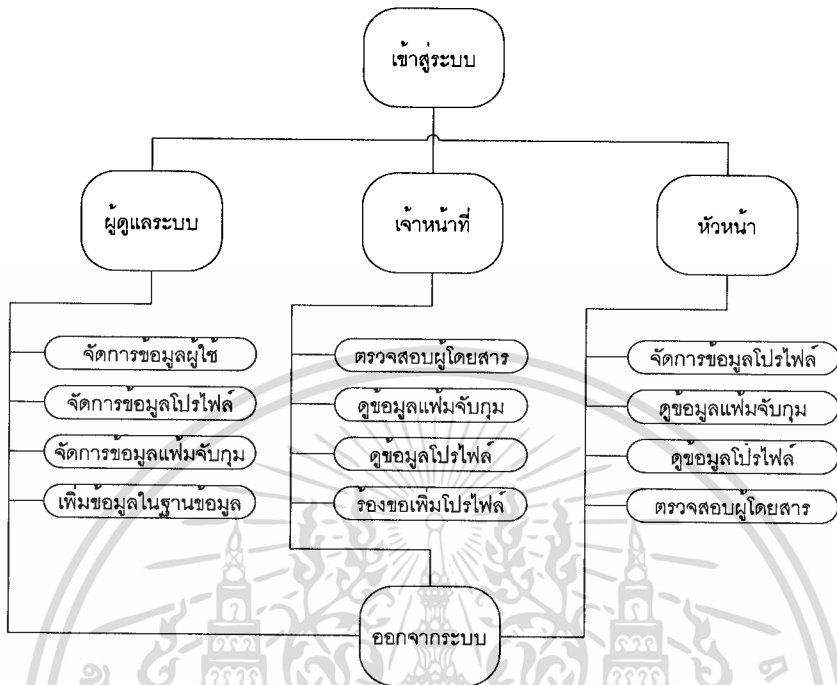 เข้าสู่ระบบ
ผู้ดูแลระบบ
เจ้าหน้าที่
หัวหน้า
จัดการข้อมูลผู้ใช้
จัดการข้อมูลโปรไฟล์
จัดการข้อมูลแฟ้มจับกุม
เพิ่มข้อมูลในฐานข้อมูล
ตรวจสอบผู้โดยสาร
ดูข้อมูลแฟ้มจับกุม
ดูข้อมูลโปรไฟล์
ร้องขอเพิ่มโปรไฟล์
จัดการข้อมูลโปรไฟล์
ดูข้อมูลแฟ้มจับกุม
ดูข้อมูลโปรไฟล์
ตรวจสอบผู้โดยสาร
ออกจากระบบ